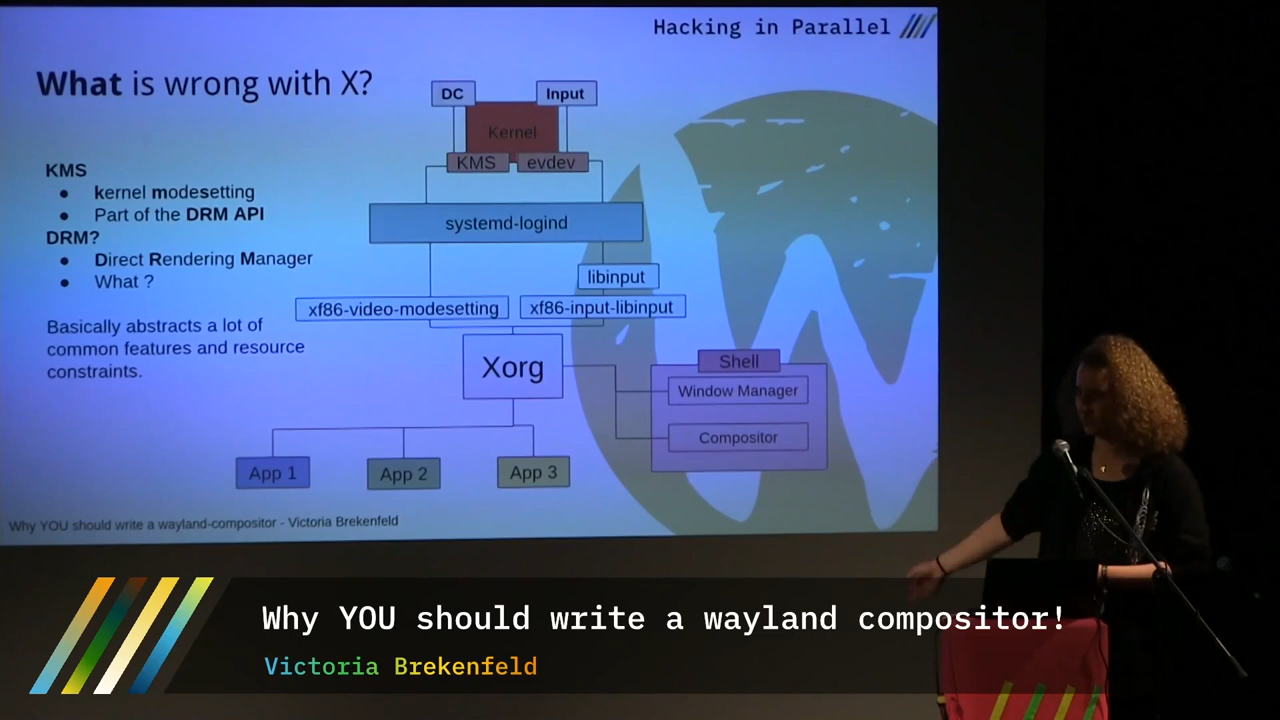 Hacking in Parallel
What is wrong with X?
DC
Input
Kernel
KMS
evdev
KMS
kernel modesetting
Part of the DRM API
DRM?
Direct Rendering Manager
What ?
Basically abstracts a lot of
common features and resource
constraints.
systemd-logind
libinput
xf86-video-modesetting
xf86-input-libinput
Xorg
Shell
Window Manager
Compositor
App 1
App 2
App 3
Why YOU should write a wayland-compositor - Victoria Brekenfeld
Why YOU should write a wayland compositor!
Victoria Brekenfeld